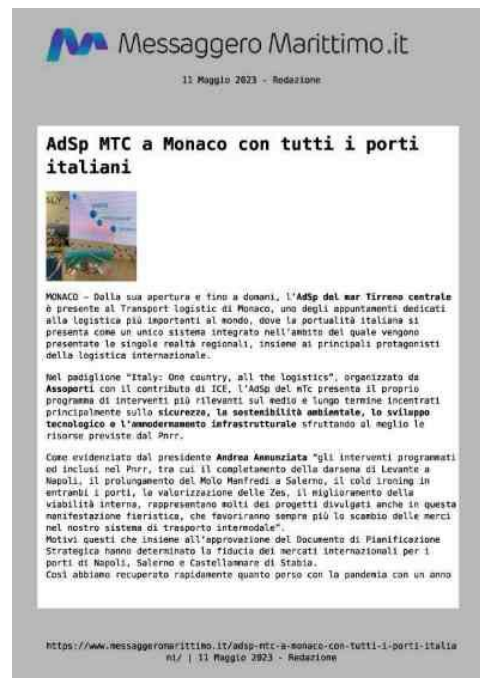 Messaggero Marittimo.it
11 Maggio 2023 - Redazione
AdSp MTC a Monaco con tutti i porti
italiani
MONACO – Dalla sua apertura e fino a domani, l'AdSp del mar Tirreno centrale
è presente al Transport logistic di Monaco, uno degli appuntamenti dedicati
alla logistica più importanti al mondo, dove la portualità italiana si
presenta come un unico sistema integrato nell'ambito del quale vengono
presentate le singole realtà regionali, insieme ai principali protagonisti
della logistica internazionale.
Nel padiglione "Italy: One country, all the logistics", organizzato da
Assoporti con il contributo di ICE, l'AdSp del mTc presenta il proprio
programma di interventi più rilevanti sul medio e lungo termine incentrati
principalmente sulla sicurezza, la sostenibilità ambientale, lo sviluppo
tecnologico e l'ammodernamento infrastrutturale sfruttando al meglio le
risorse previste dal Pnrr.
Come evidenziato dal presidente Andrea Annunziata "gli interventi programmati
ed inclusi nel Pnrr, tra cui il completamento della darsena di Levante a
Napoli, il prolungamento del Molo Manfredi a Salerno, il cold ironing in
entrambi i porti, la valorizzazione delle Zes, il miglioramento della
viabilità interna, rappresentano molti dei progetti divulgati anche in questa
manifestazione fieristica, che favoriranno sempre più lo scambio delle merci
nel nostro sistema di trasporto intermodale".
Motivi questi che insieme all'approvazione del Documento di Pianificazione
Strategica hanno determinato la fiducia dei mercati internazionali per i
porti di Napoli, Salerno e Castellammare di Stabia.
Così abbiamo recuperato rapidamente quanto perso con la pandemia con un anno
https://www.messaggeromarittimo.it/adsp-mtc-a-monaco-con-tutti-i-porti-italia
ni/ | 11 Maggio 2023 - Redazione